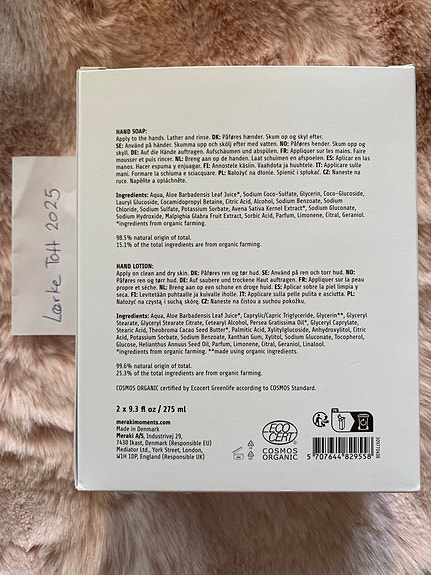 Lærke Toft 2025
HAND SOAP:
Apply to the hands. Lather and rinse. DK: Påføres hænder. Skum op og skyl efter.
SE: Använd på händer. Skumma upp och skölj efter med vatten. NO: Påføres hender. Skum opp og
skyll. DE: Auf die Hände auftragen. Aufschäumen und abspülen. FR: Appliquer sur les mains. Faire
mousser et puis rincer. NL: Breng aan op de handen. Laat schuimen en afspoelen. ES: Aplicar en las
manos. Hacer espuma y enjuagar. FI: Annostele käsiin. Vaahdota ja huuhtele. IT: Applicare sulle
mani. Formare la schiuma e sciacquare. PL: Nałożyć na dłonie. Spienić i spłukać. CZ: Naneste na
ruce. Napěňte a opláchněte.
Ingredients: Aqua, Aloe Barbadensis Leaf Juice*, Sodium Coco-Sulfate, Glycerin, Coco-Glucoside,
Lauryl Glucoside, Cocamidopropyl Betaine, Citric Acid, Alcohol, Sodium Benzoate, Sodium
Chloride, Sodium Sulfate, Potassium Sorbate, Avena Sativa Kernel Extract*, Sodium Gluconate,
Sodium Hydroxide, Malpighia Glabra Fruit Extract, Sorbic Acid, Parfum, Limonene, Citral, Geraniol.
*ingredients from organic farming.
98.5% natural origin of total.
15.1% of the total ingredients are from organic farming.
HAND LOTION:
Apply on clean and dry skin. DK: Påføres ren og tør hud. SE: Använd på ren och torr hud. NO:
Påføres ren og tørr hud. DE: Auf saubere und trockene Haut auftragen. FR: Appliquer sur une peau
propre et sèche. NL: Breng aan op een schone en droge huid. ES: Aplicar sobre la piel limpia y
seca. FI: Levitetään puhtaalle ja kuivalle iholle. IT: Applicare sulla pelle pulita e asciutta. PL:
Nałożyć na czystą i suchą skórę. CZ: Naneste na čistou a suchou pokožku.
Ingredients: Aqua, Aloe Barbadensis Leaf Juice*, Caprylic/Capric Triglyceride, Glycerin**, Glyceryl
Stearate, Glyceryl Stearate Citrate, Cetearyl Alcohol, Persea Gratissima Oil*, Glyceryl Caprylate,
Stearic Acid, Theobroma Cacao Seed Butter*, Palmitic Acid, Xylitylglucoside, Anhydroxylitol, Citric
Acid, Potassium Sorbate, Sodium Benzoate, Xanthan Gum, Xylitol, Sodium Gluconate, Tocopherol,
Glucose, Helianthus Annuus Seed Oil, Parfum, Limonene, Citral, Geraniol, Linalool.
*ingredients from organic farming. **made using organic ingredients.
99.6% natural origin of total.
25.3% of the total ingredients are from organic farming.
COSMOS ORGANIC certified by Ecocert Greenlife according to COSMOS Standard.
2 x 9.3 fl oz / 275 ml
merakimoments.com
Made in Denmark
Meraki A/S, Industrivej 29,
7430 Ikast, Denmark (Responsible EU)
Mediator Ltd., York Street, London,
W1H 1DP, England (Responsible UK)
ECO
CERT
COSMOS
ORGANIC
5 707644 829558